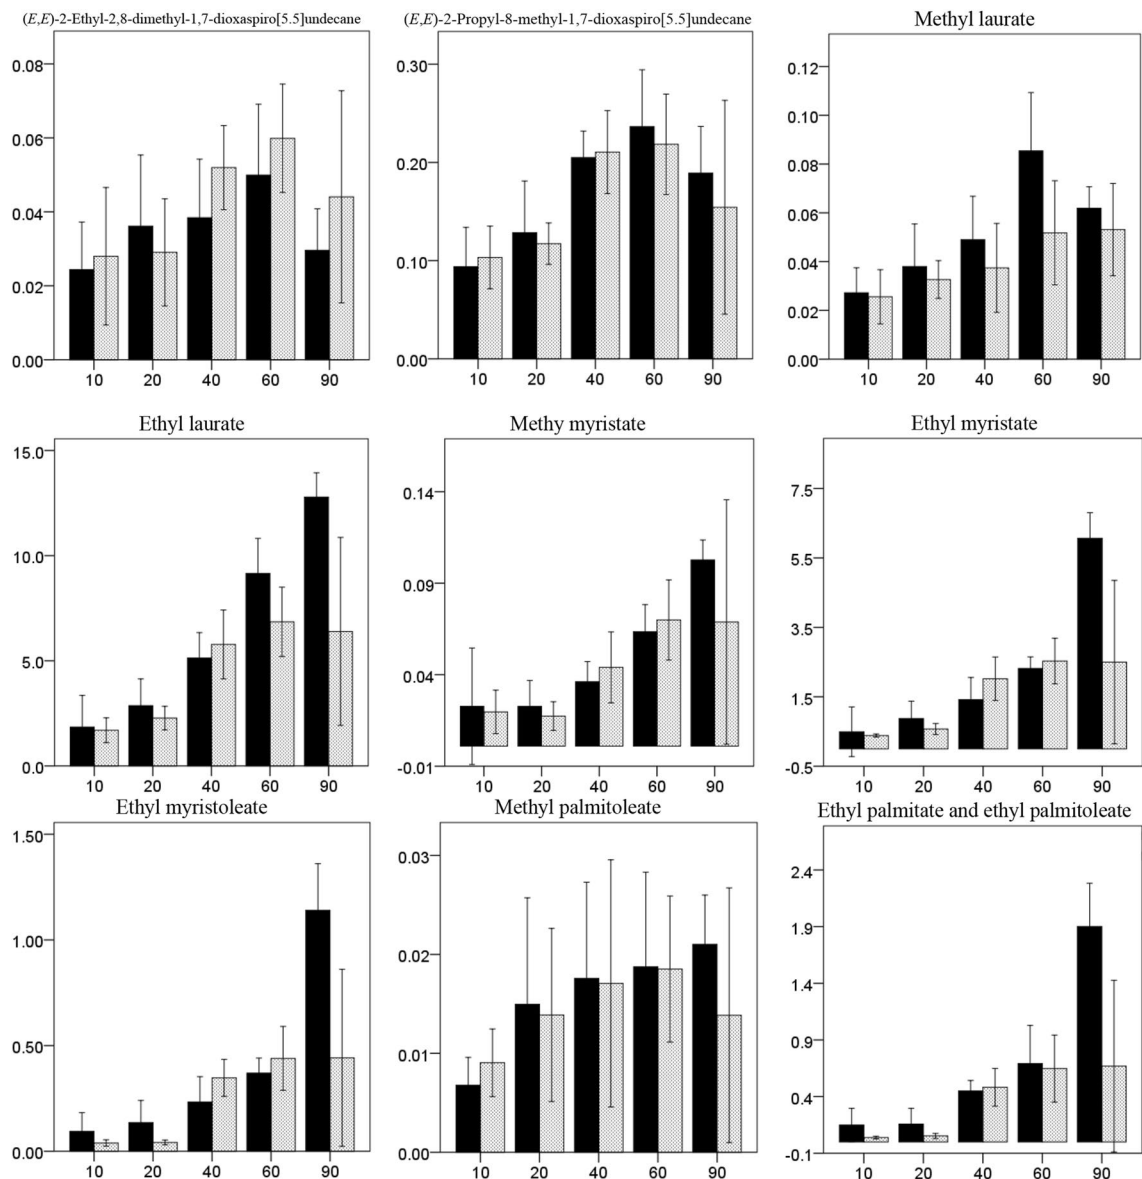 (E,E)-2-Ethyl-2,8-dimethyl-1,7-dioxaspiro[5.5]undecane
0.08
0.06
0.04
0.02
0.00
10 20 40 60 90
(E,E)-2-Propyl-8-methyl-1,7-dioxaspiro[5.5]undecane
0.30
0.20
0.10
0.00
10 20 40 60 90
Methyl laurate
0.12
0.10
0.08
0.06
0.04
0.02
0.00
10 20 40 60 90
Ethyl laurate
15.0
10.0
5.0
0.0
10 20 40 60 90
Methy myristate
0.14
0.09
0.04
-0.01
10 20 40 60 90
Ethyl myristate
7.5
5.5
3.5
1.5
-0.5
10 20 40 60 90
Ethyl myristoleate
1.50
1.00
0.50
0.00
10 20 40 60 90
Methyl palmitoleate
0.03
0.02
0.01
0.00
10 20 40 60 90
Ethyl palmitate and ethyl palmitoleate
2.4
1.9
1.4
0.9
0.4
-0.1
10 20 40 60 90